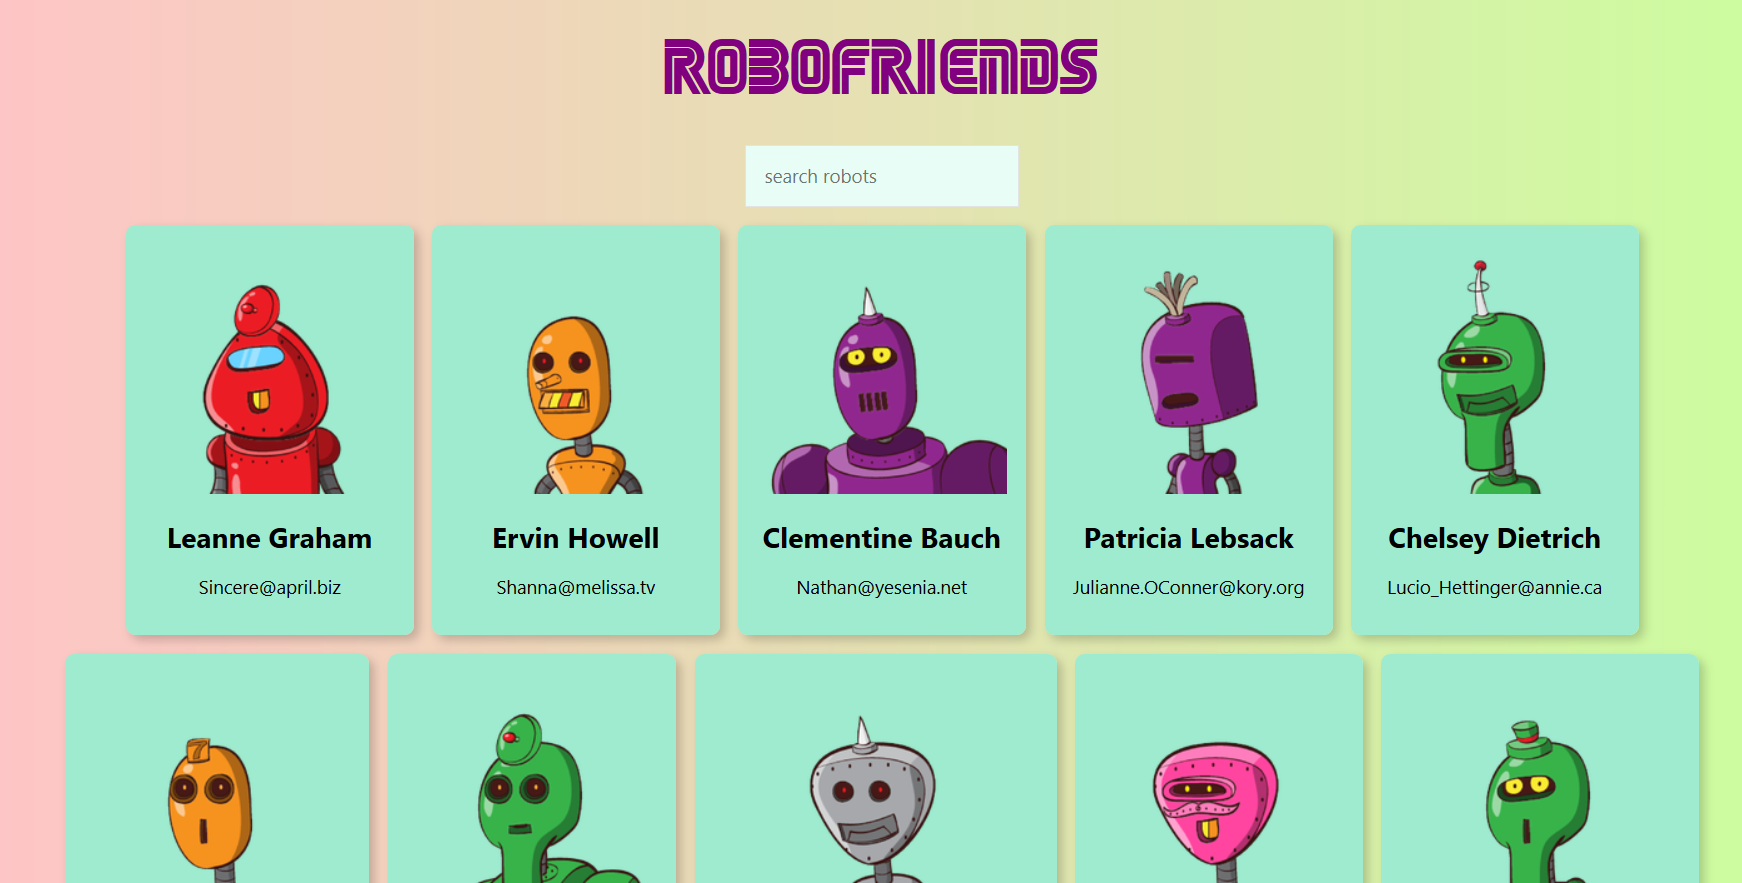 ROBOFRIENDS
search robots
Leanne Graham
Ervin Howell
Clementine Bauch
Patricia Lebsack
Chelsey Dietrich
Sincere@april.biz
Shanna@melissa.tv
Nathan@yesenia.net
Julianne.OConner@kory.org
Lucio_Hettinger@annie.ca
7